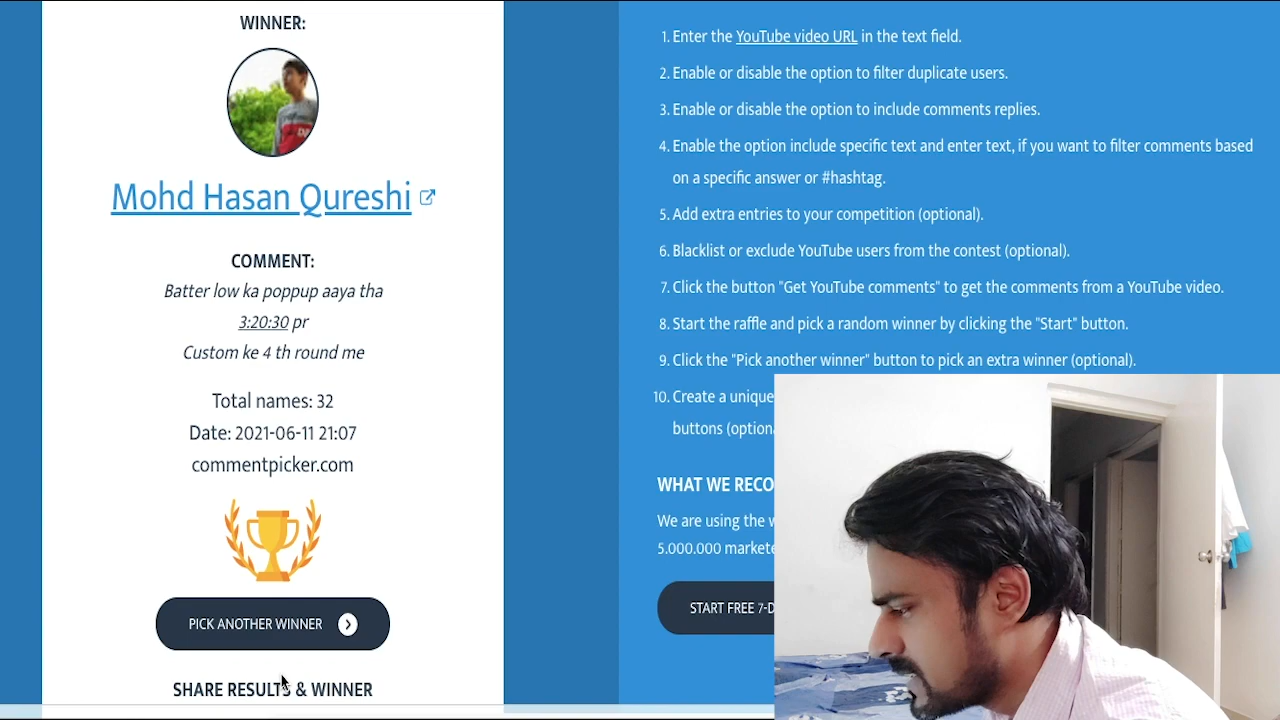 WINNER:
Mohd Hasan Qureshi
COMMENT:
Batter low ka poppup aaya tha
3:20:30 pr
Custom ke 4 th round me
Total names: 32
Date: 2021-06-11 21:07
commentpicker.com
PICK ANOTHER WINNER
SHARE RESULTS & WINNER
1. Enter the YouTube video URL in the text field.
2. Enable or disable the option to filter duplicate users.
3. Enable or disable the option to include comments replies.
4. Enable the option include specific text and enter text, if you want to filter comments based
on a specific answer or #hashtag.
5. Add extra entries to your competition (optional).
6. Blacklist or exclude YouTube users from the contest (optional).
7. Click the button "Get YouTube comments" to get the comments from a YouTube video.
8. Start the raffle and pick a random winner by clicking the "Start" button.
9. Click the "Pick another winner" button to pick an extra winner (optional).
10. Create a unique
buttons (optiona
WHAT WE RECO
We are using the
5.000.000 markete
START FREE 7-D